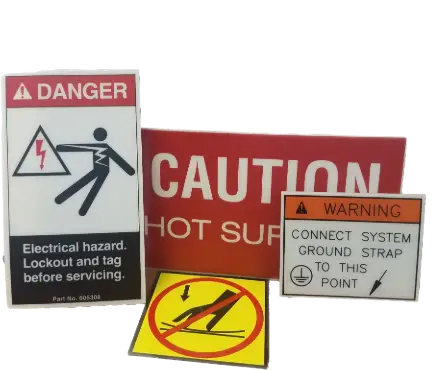 DANGER
Electrical hazard.
Lockout and tag
before servicing.
CAUTION
HOT SUR
WARNING
CONNECT SYSTEM
GROUND STRAP
TO THIS
POINT